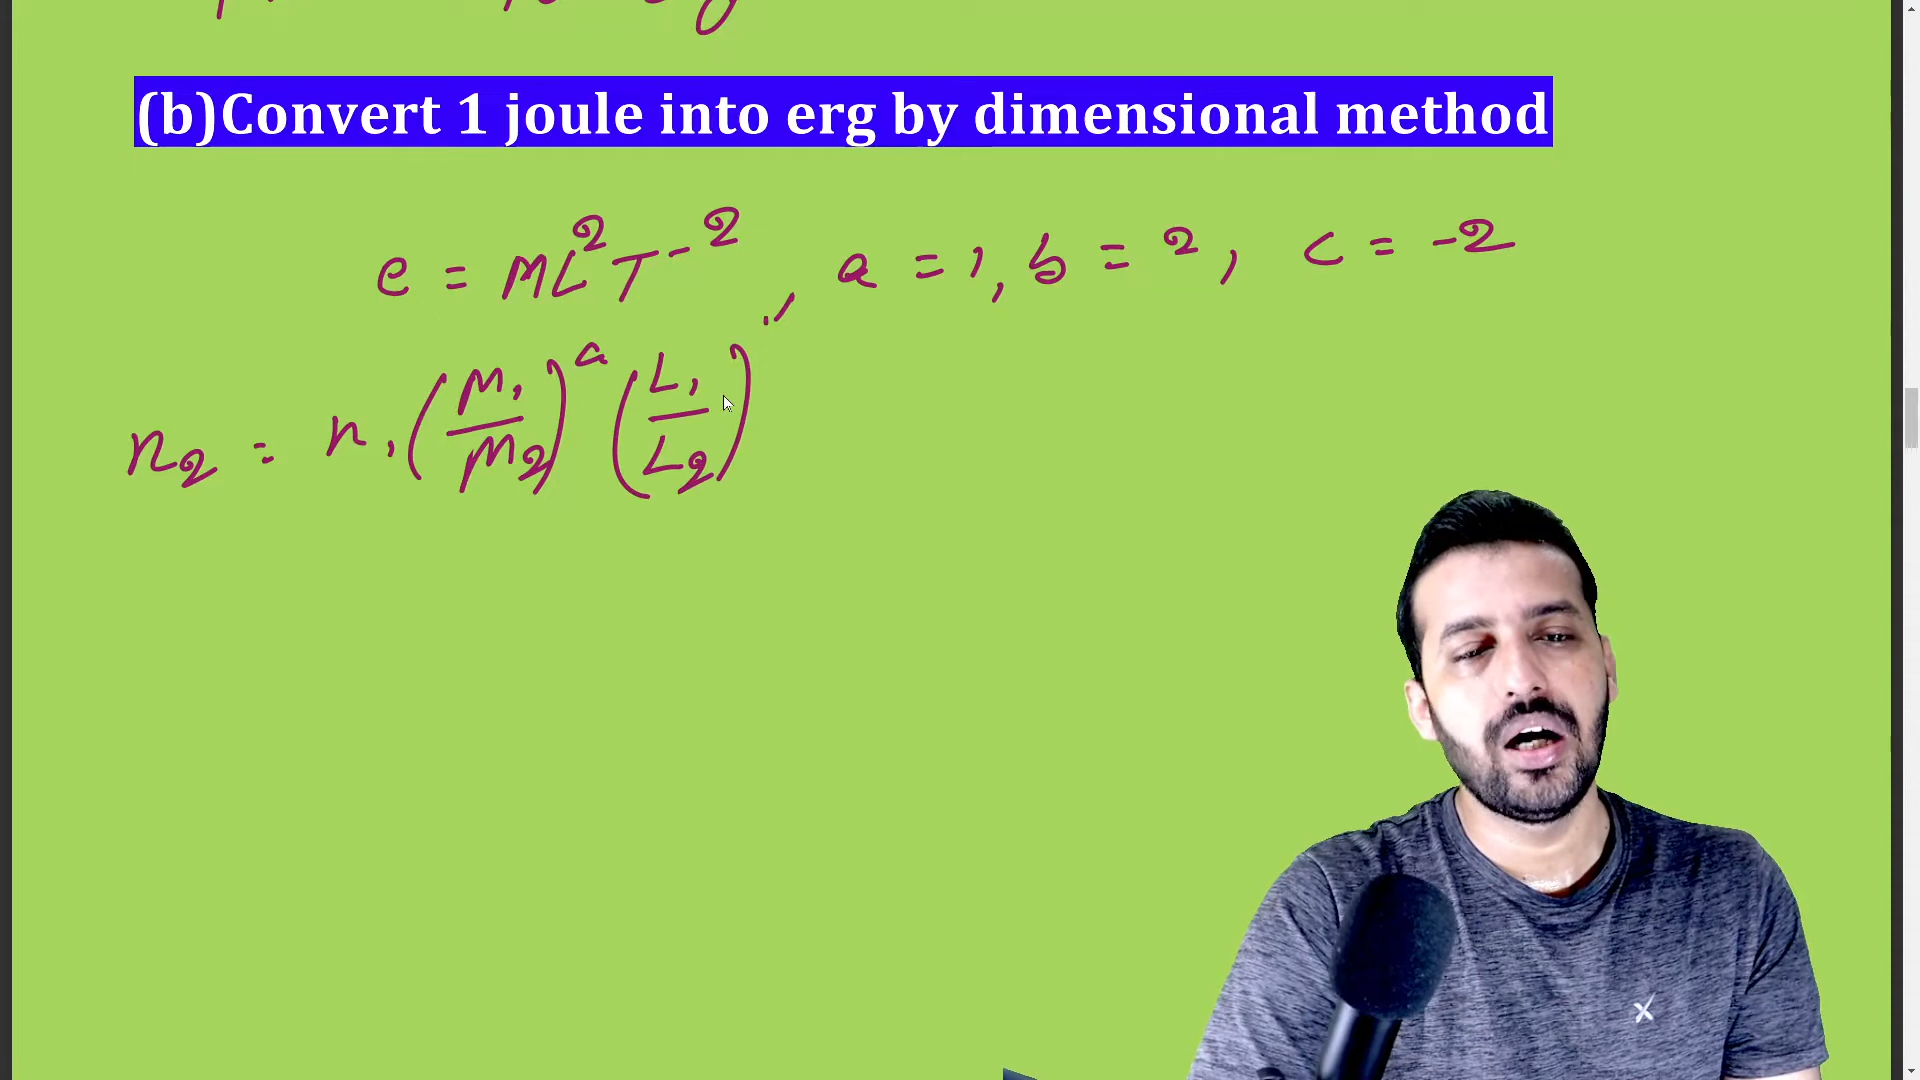 (b)Convert 1 joule into erg by dimensional method
e = ML²T⁻², a = 1, b = 2, c = -2
n₂ = n₁(M₁/M₂)ᵃ(L₁/L₂)